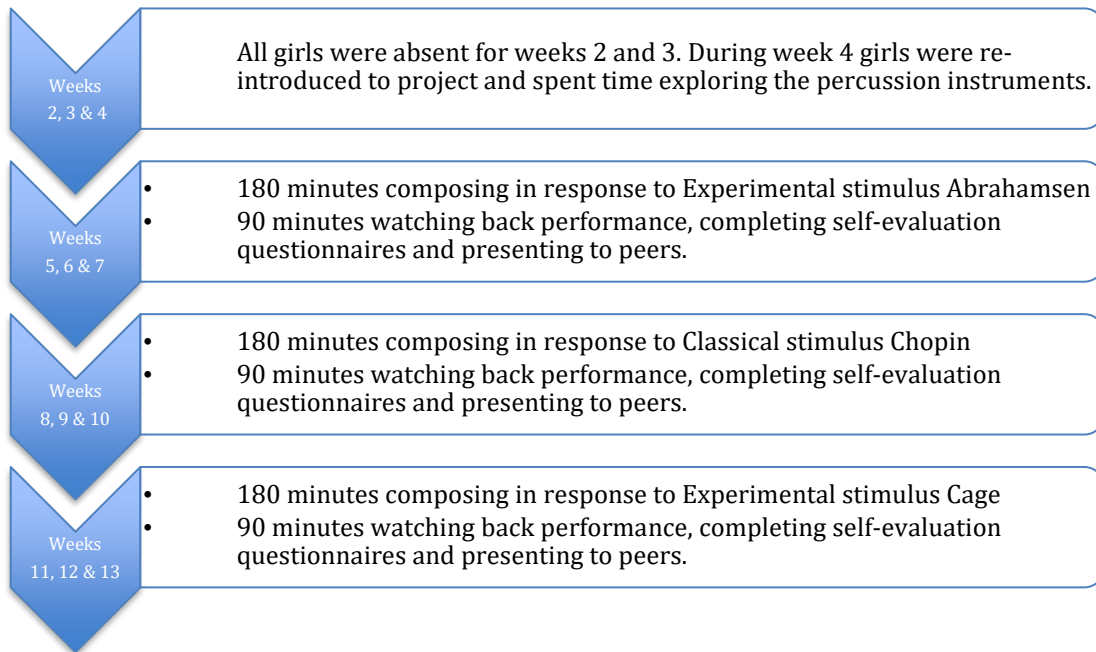 Weeks
2, 3 & 4
All girls were absent for weeks 2 and 3. During week 4 girls were re-
introduced to project and spent time exploring the percussion instruments.
Weeks
5, 6 & 7
• 180 minutes composing in response to Experimental stimulus Abrahamsen
• 90 minutes watching back performance, completing self-evaluation
questionnaires and presenting to peers.
Weeks
8, 9 & 10
• 180 minutes composing in response to Classical stimulus Chopin
• 90 minutes watching back performance, completing self-evaluation
questionnaires and presenting to peers.
Weeks
11, 12 & 13
• 180 minutes composing in response to Experimental stimulus Cage
• 90 minutes watching back performance, completing self-evaluation
questionnaires and presenting to peers.